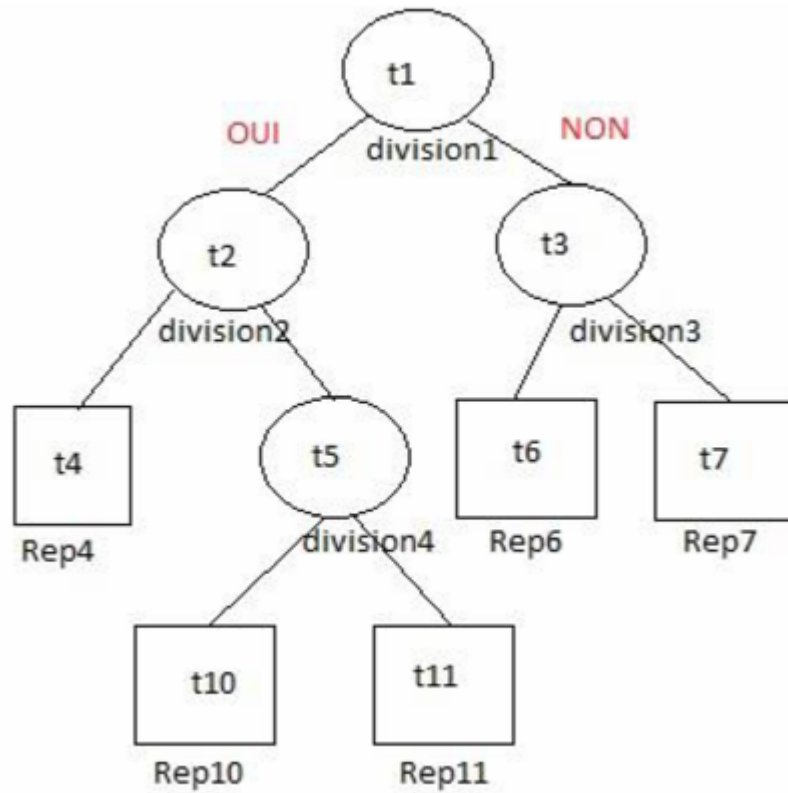 t1
OUI
NON
division1
t2
t3
division2
division3
t4
t5
t6
t7
Rep4
division4
Rep6
Rep7
t10
t11
Rep10
Rep11